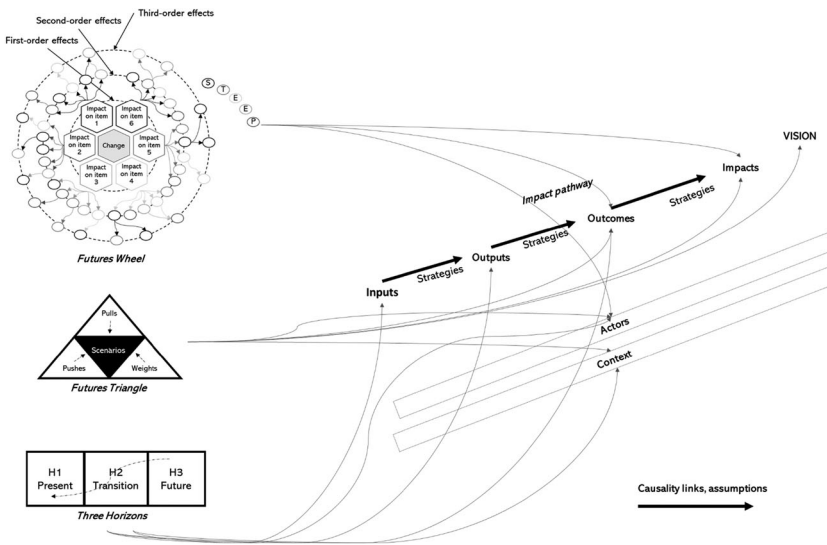 Third-order effects
Second-order effects
First-order effects
S
T
E
E
P
Impact
on item
1
Impact
on item
6
Impact
on item
2
Change
Impact
on item
5
Impact
on item
3
Impact
on item
4
Futures Wheel
VISION
Impacts
Impact pathway
Strategies
Outcomes
Strategies
Outputs
Strategies
Inputs
Actors
Context
Pulls
Scenarios
Pushes
Weights
Futures Triangle
H1
Present
H2
Transition
H3
Future
Three Horizons
Causality links, assumptions